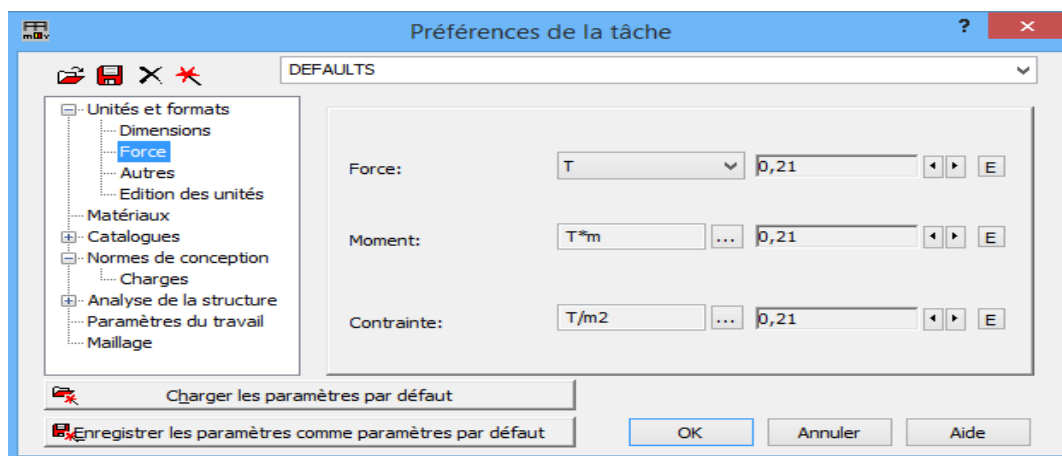 Préférences de la tâche ?
DEFAULTS
Unités et formats
Dimensions
Force
Autres
Edition des unités
Matériaux
Catalogues
Normes de conception
Charges
Analyse de la structure
Paramètres du travail
Maillage
Force: T 0,21 E
Moment: T*m ... 0,21 E
Contrainte: T/m2 ... 0,21 E
Charger les paramètres par défaut
Enregistrer les paramètres comme paramètres par défaut
OK Annuler Aide